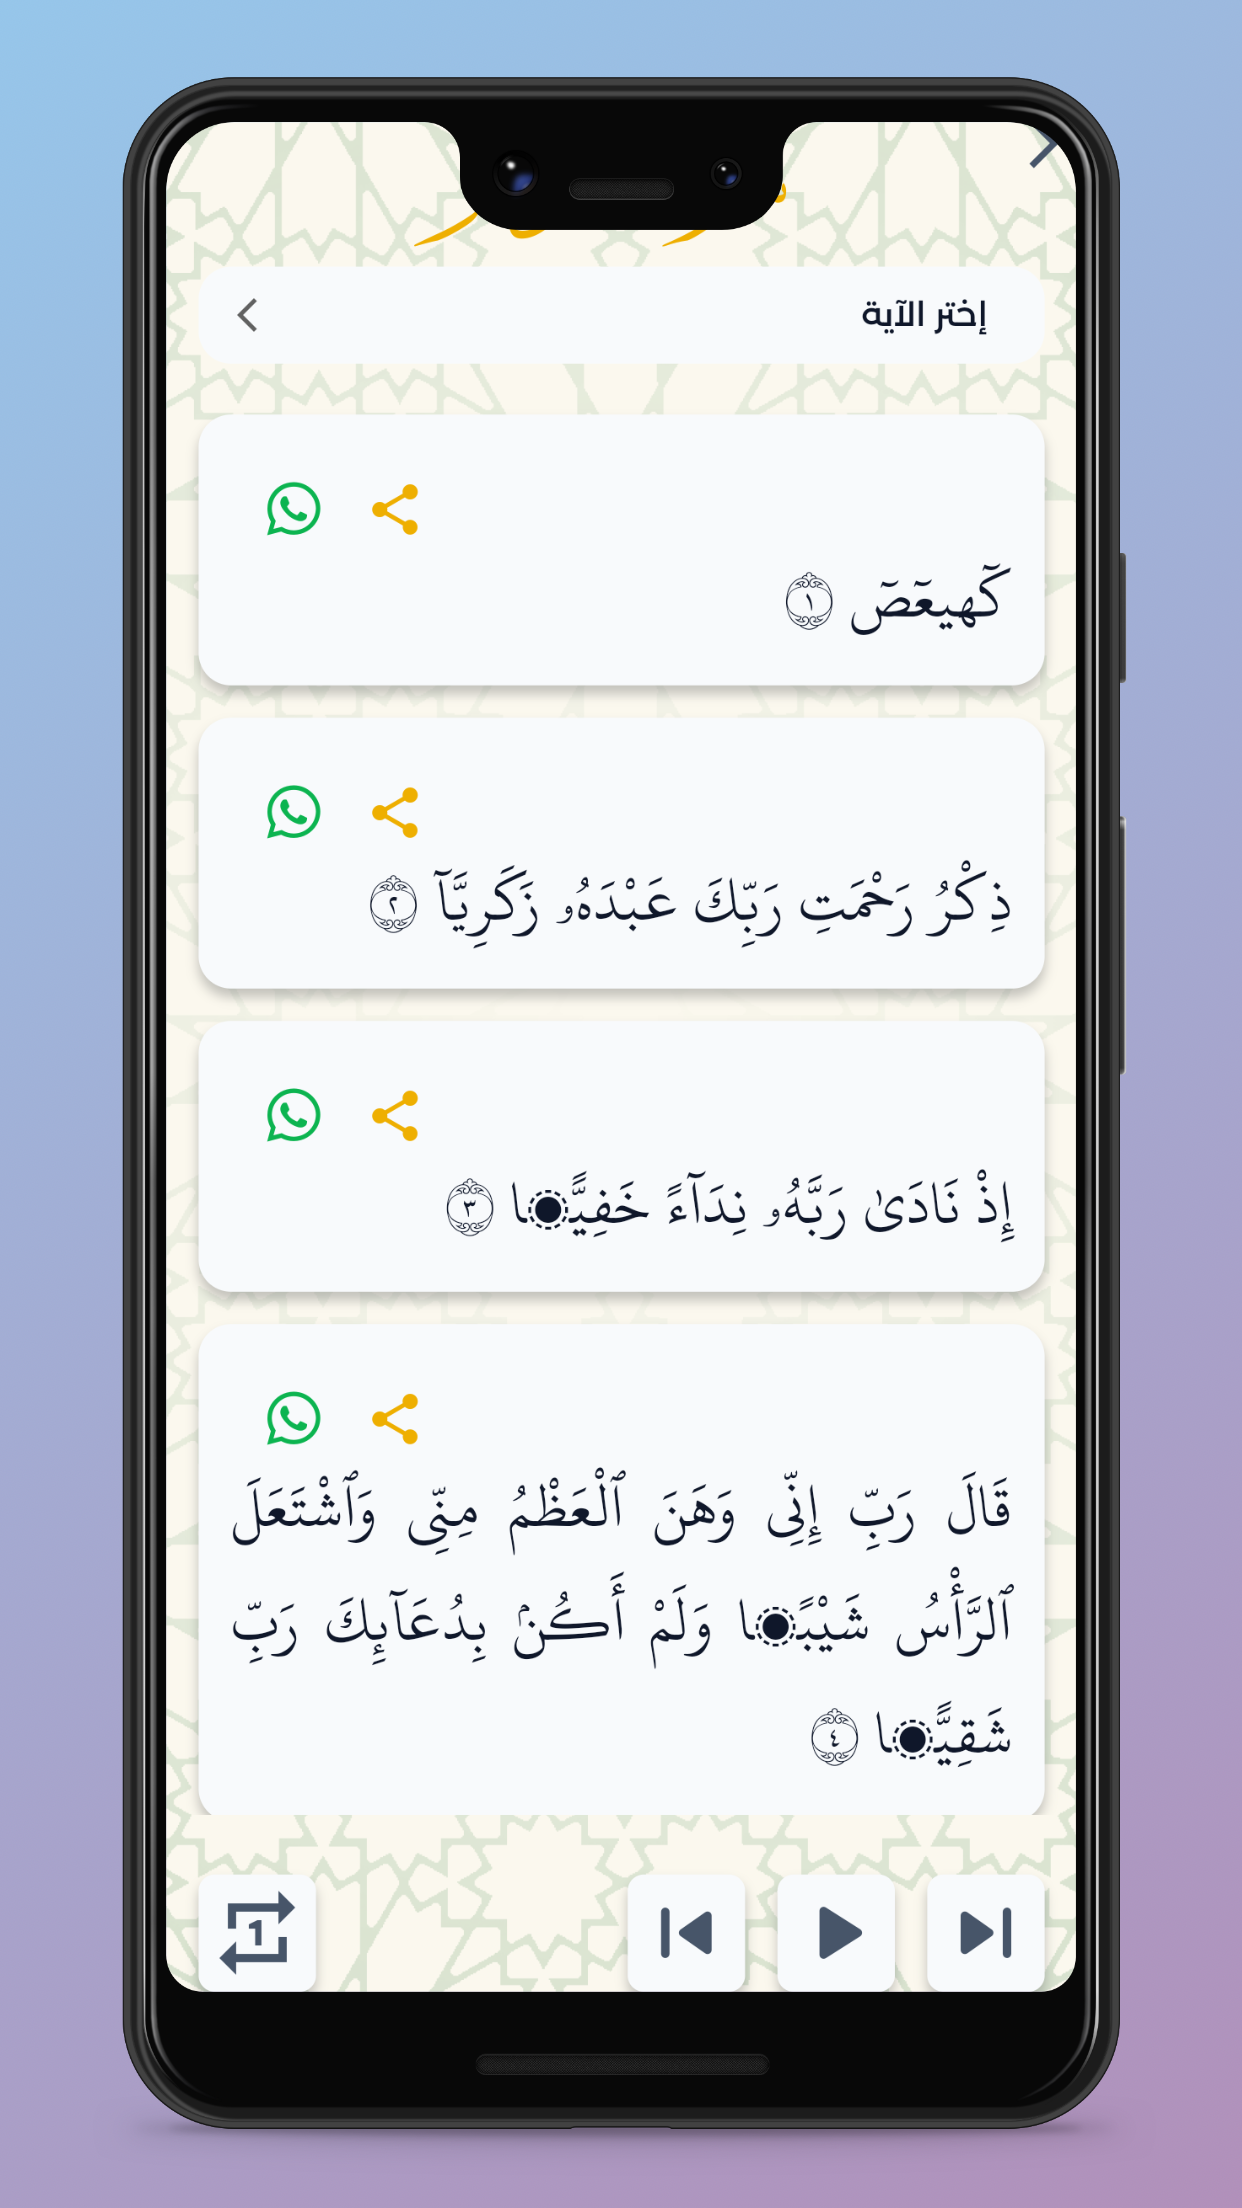 إختر الآية
كٓهيعٓصٓ ١
ذِكْرُ رَحْمَتِ رَبِّكَ عَبْدَهُۥ زَكَرِيَّآ ٢
إِذْ نَادَىٰ رَبَّهُۥ نِدَآءً خَفِيًّ۬ا ٣
قَالَ رَبِّ إِنِّى وَهَنَ ٱلْعَظْمُ مِنِّى وَٱشْتَعَلَ
ٱلرَّأْسُ شَيْبً۬ا وَلَمْ أَكُنۢ بِدُعَآئِكَ رَبِّ
شَقِيًّ۬ا ٤
1